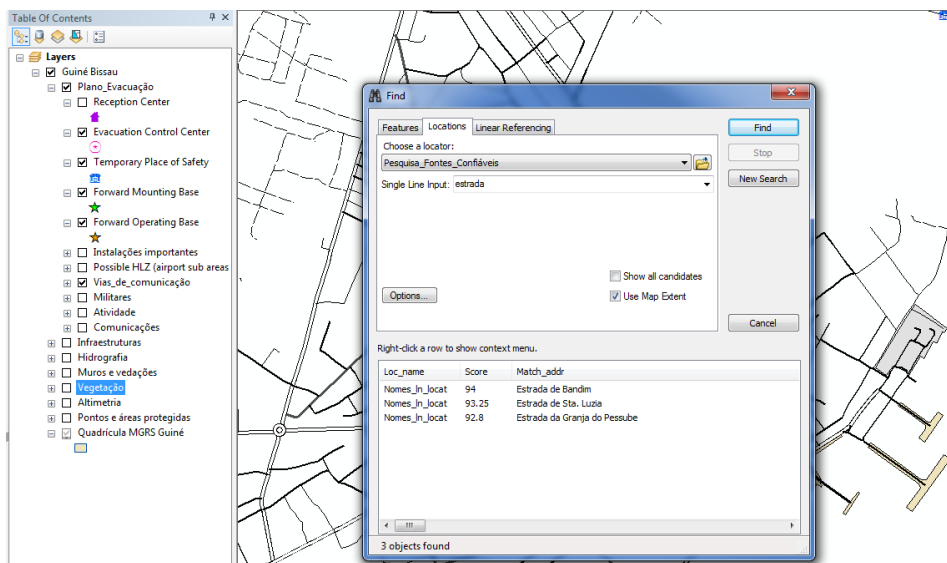 Table Of Contents
Layers
Guiné Bissau
Plano_Evacuação
Reception Center
Evacuation Control Center
Temporary Place of Safety
Forward Mounting Base
Forward Operating Base
Instalações importantes
Possible HLZ (airport sub areas
Vias_de_comunicação
Militares
Atividade
Comunicações
Infraestruturas
Hidrografia
Muros e vedações
Vegetação
Altimetria
Pontos e áreas protegidas
Quadrícula MGRS Guiné
Find
Features Locations Linear Referencing
Choose a locator:
Pesquisa_Fontes_Confiáveis
Single Line Input: estrada
Show all candidates
Options...
Use Map Extent
Find
Stop
New Search
Cancel
Right-click a row to show context menu.
Loc_name Score Match_addr
Nomes_ln_locat 94 Estrada de Bandim
Nomes_ln_locat 93.25 Estrada de Sta. Luzia
Nomes_ln_locat 92.8 Estrada da Granja do Pessube
3 objects found